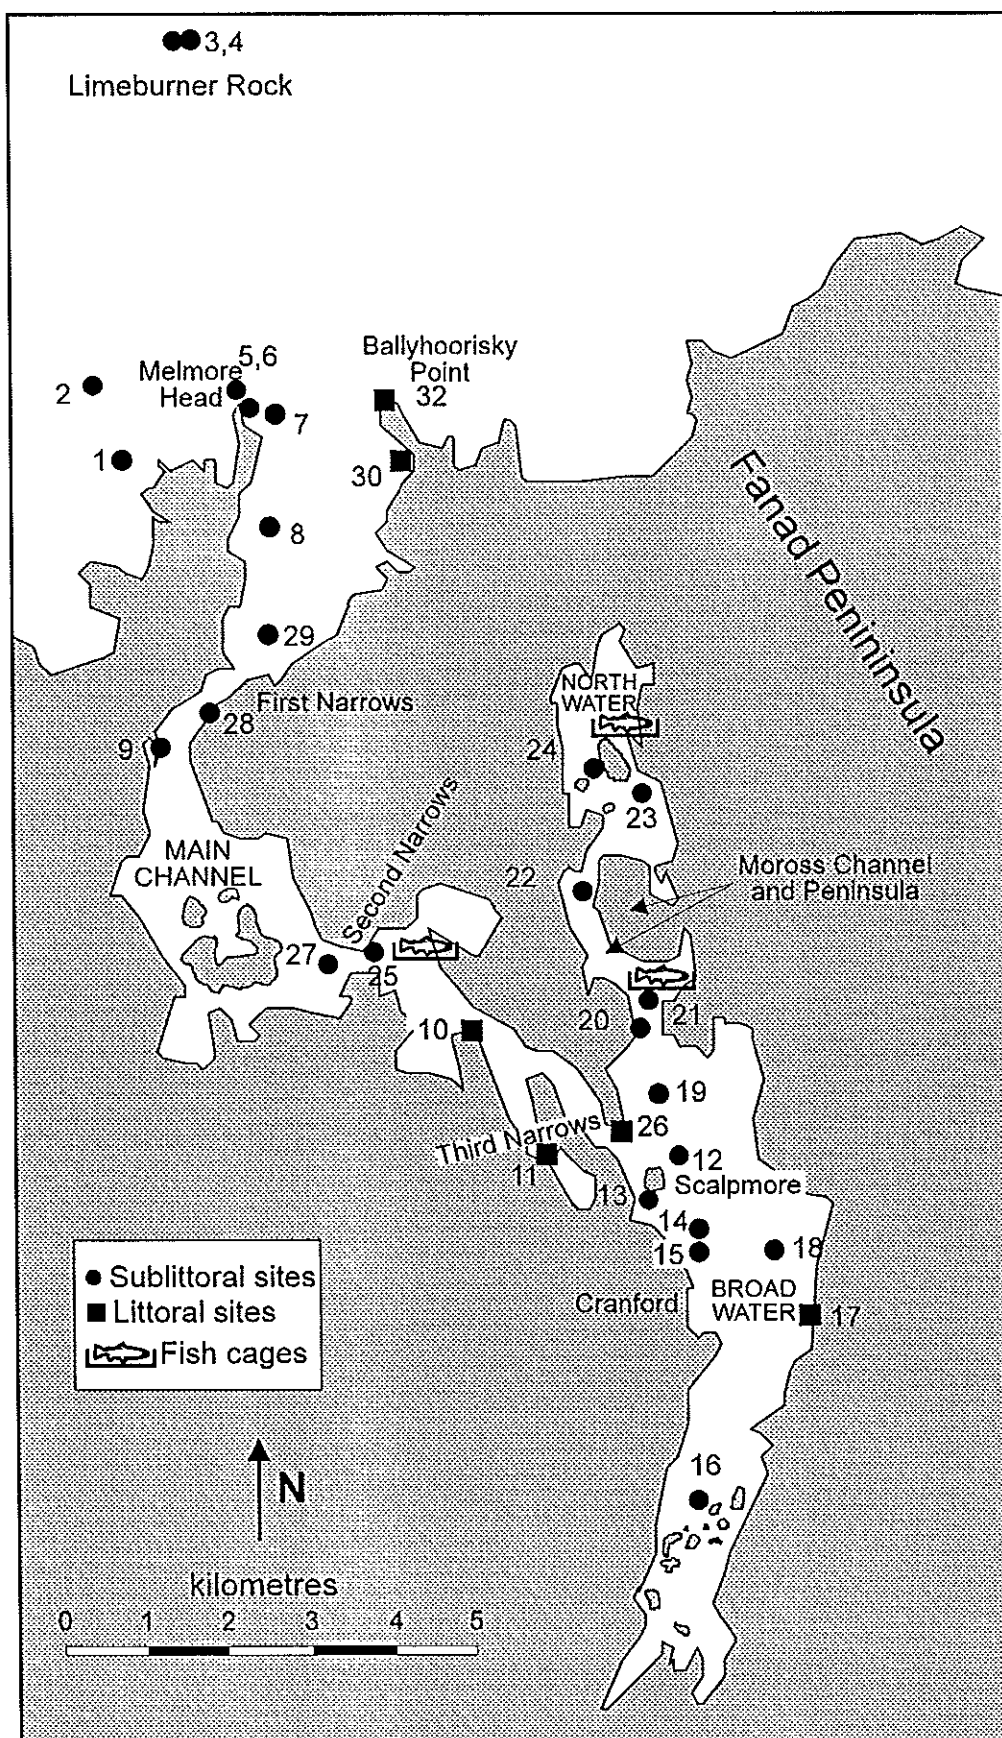 3,4
Limeburner Rock
Ballyhoorisky
Point
32
5,6
Melmore
Head
2
7
1
30
8
Fanad Penininsula
29
First Narrows
28
NORTH
WATER
9
24
23
Second Narrows
MAIN
CHANNEL
22
Moross Channel
and Peninsula
27
25
21
20
10
19
Third Narrows
26
12
11
13
Scalpmore
14
15
18
Cranford
BROAD
WATER
17
Sublittoral sites
Littoral sites
Fish cages
16
N
kilometres
0 1 2 3 4 5